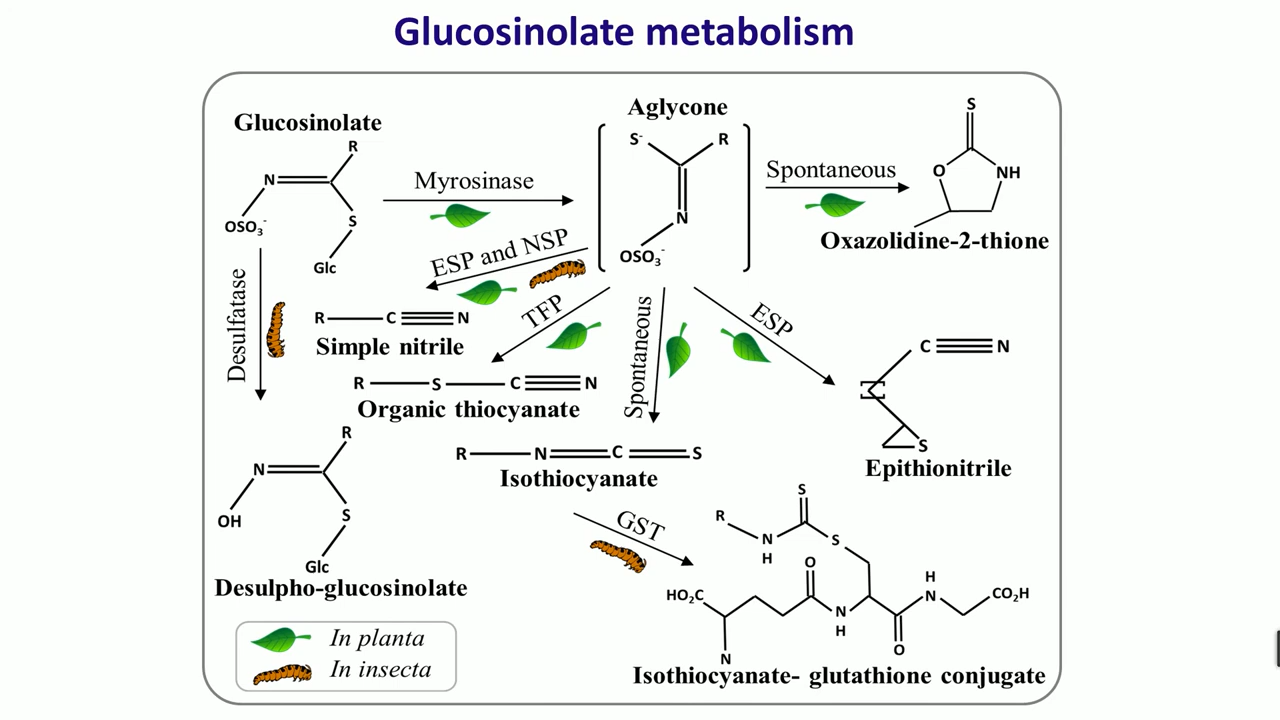 Glucosinolate metabolism
Glucosinolate
R
N
OSO₃⁻
S
Glc
Myrosinase
Aglycone
S⁻
R
N
OSO₃⁻
Spontaneous
S
O
NH
Oxazolidine-2-thione
ESP and NSP
R C N
Simple nitrile
TFP
R S C N
Organic thiocyanate
Spontaneous
R N C S
Isothiocyanate
ESP
C N
S
Epithionitrile
Desulfatase
R
N
OH
S
Glc
Desulpho-glucosinolate
GST
S
R
N
H
S
O
HO₂C
N
H
H
N
CO₂H
O
N
Isothiocyanate- glutathione conjugate
In planta
In insecta